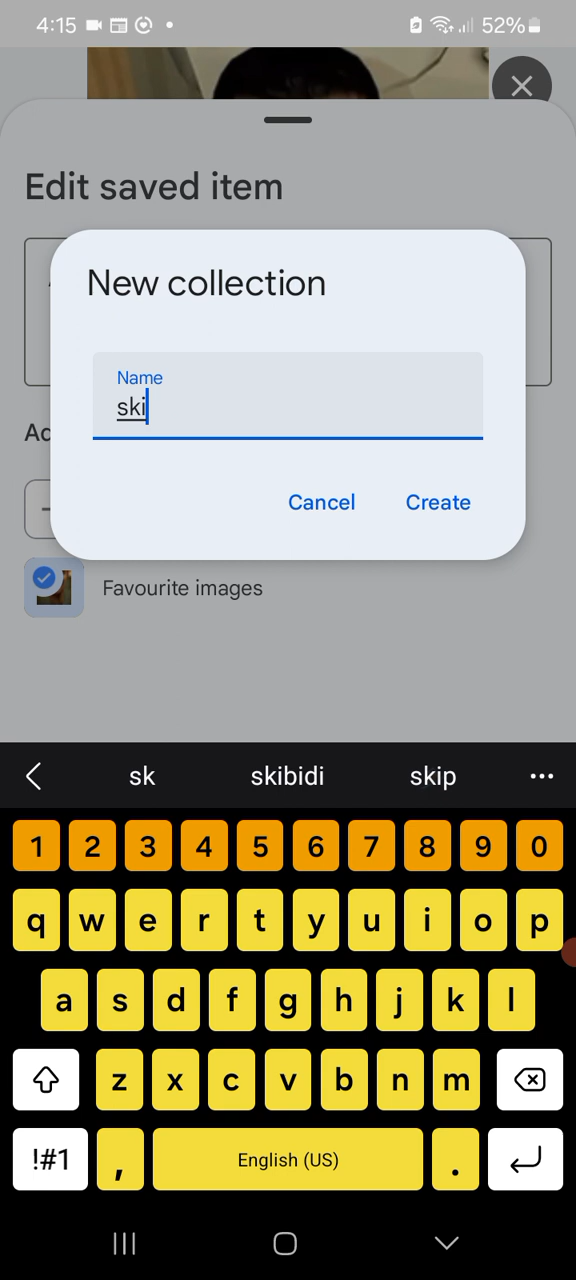 4:15 52%
Edit saved item
New collection
Name
ski
Ad
Cancel Create
Favourite images
sk skibidi skip ...
1 2 3 4 5 6 7 8 9 0
q w e r t y u i o p
a s d f g h j k l
z x c v b n m
!#1 , English (US) .